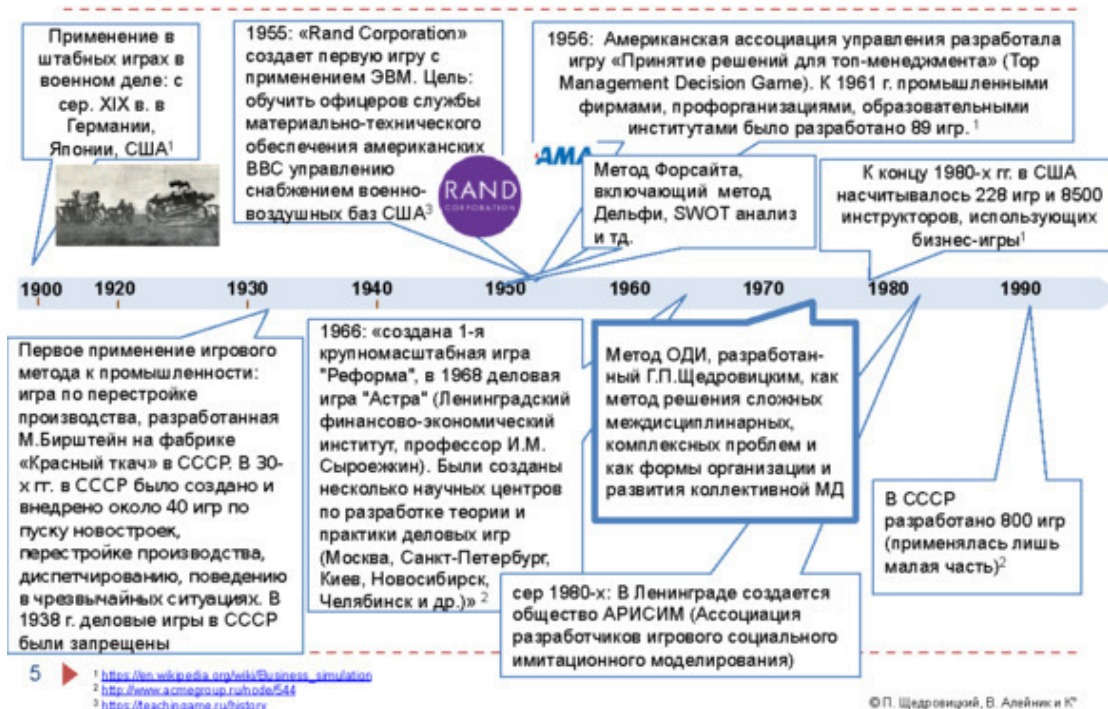 Применение в
штабных играх в
военном деле: с
сер. XIX в. в
Германии,
Японии, США¹
1955: «Rand Corporation»
создает первую игру с
применением ЭВМ. Цель:
обучить офицеров службы
материально-технического
обеспечения американских
ВВС управлению
снабжением военно-
воздушных баз США³
RAND
CORPORATION
1956: Американская ассоциация управления разработала
игру «Принятие решений для топ-менеджмента» (Top
Management Decision Game). К 1961 г. промышленными
фирмами, профорганизациями, образовательными
институтами было разработано 89 игр. ¹
AMA
Метод Форсайта,
включающий метод
Дельфи, SWOT анализ
и тд.
К концу 1980-х гг. в США
насчитывалось 228 игр и 8500
инструкторов, использующих
бизнес-игры¹
1900 1920 1930 1940 1950 1960 1970 1980 1990
Первое применение игрового
метода к промышленности:
игра по перестройке
производства, разработанная
М.Бирштейн на фабрике
«Красный ткач» в СССР. В 30-
х гг. в СССР было создано и
внедрено около 40 игр по
пуску новостроек,
перестройке производства,
диспетчированию, поведению
в чрезвычайных ситуациях. В
1938 г. деловые игры в СССР
были запрещены
1966: «создана 1-я
крупномасштабная игра
"Реформа", в 1968 деловая
игра "Астра" (Ленинградский
финансово-экономический
институт, профессор И.М.
Сыроежкин). Были созданы
несколько научных центров
по разработке теории и
практики деловых игр
(Москва, Санкт-Петербург,
Киев, Новосибирск,
Челябинск и др.)» ²
Метод ОДИ, разработан-
ный Г.П.Щедровицким, как
метод решения сложных
междисциплинарных,
комплексных проблем и
как формы организации и
развития коллективной МД
сер 1980-х: В Ленинграде создается
общество АРИСИМ (Ассоциация
разработчиков игрового социального
имитационного моделирования)
В СССР
разработано 800 игр
(применялась лишь
малая часть)²
5
¹ https://en.wikipedia.org/wiki/Business_simulation
² http://www.acmegroup.ru/node/544
³ https://teachingame.ru/history
© П. Щедровицкий, В. Алейник и К°